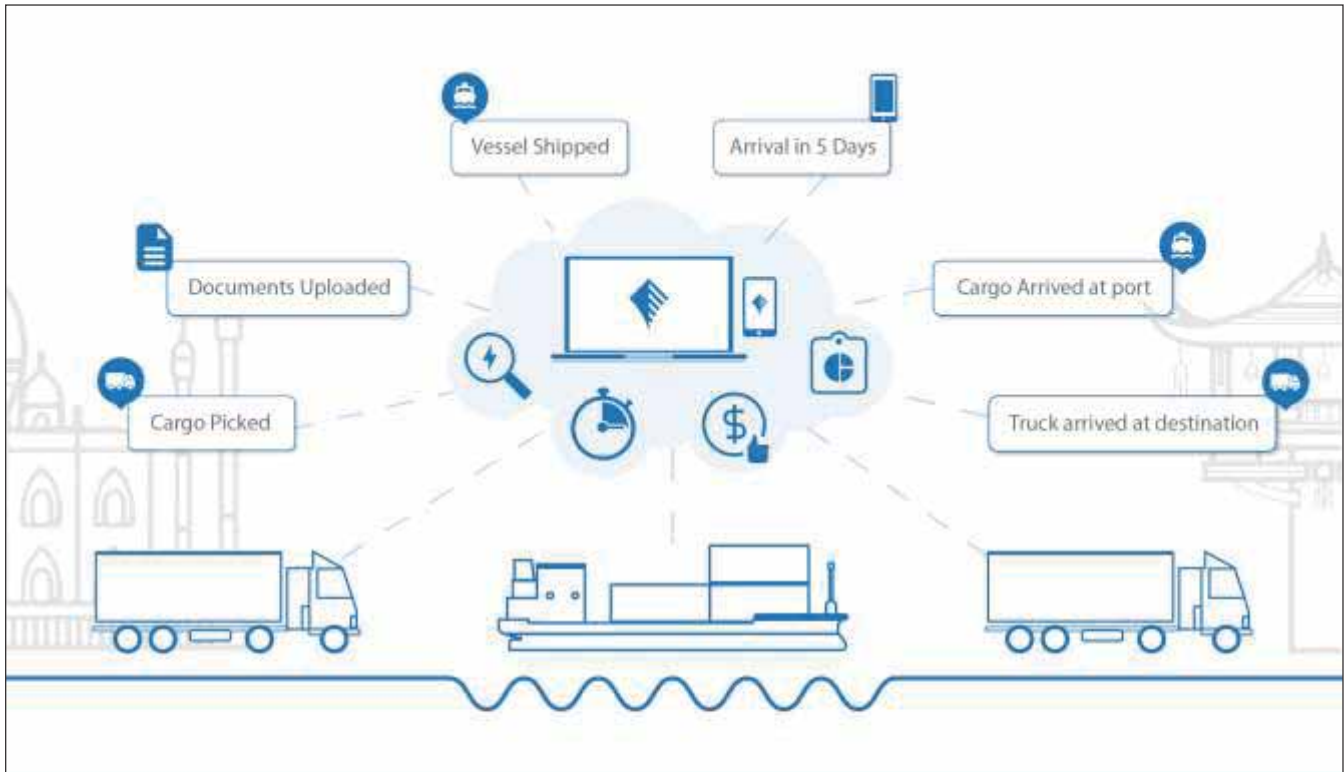 Vessel Shipped
Arrival in 5 Days
Documents Uploaded
Cargo Arrived at port
Cargo Picked
Truck arrived at destination
$